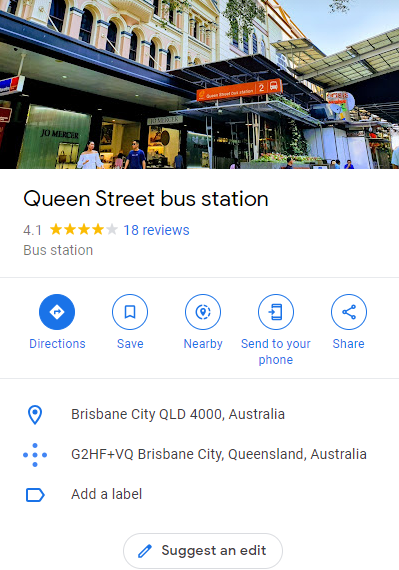 Queen Street bus station 2
JO MERCER
JO MERCER
Queen Street bus station
4.1 18 reviews
Bus station
Directions Save Nearby Send to your phone Share
Brisbane City QLD 4000, Australia
G2HF+VQ Brisbane City, Queensland, Australia
Add a label
Suggest an edit